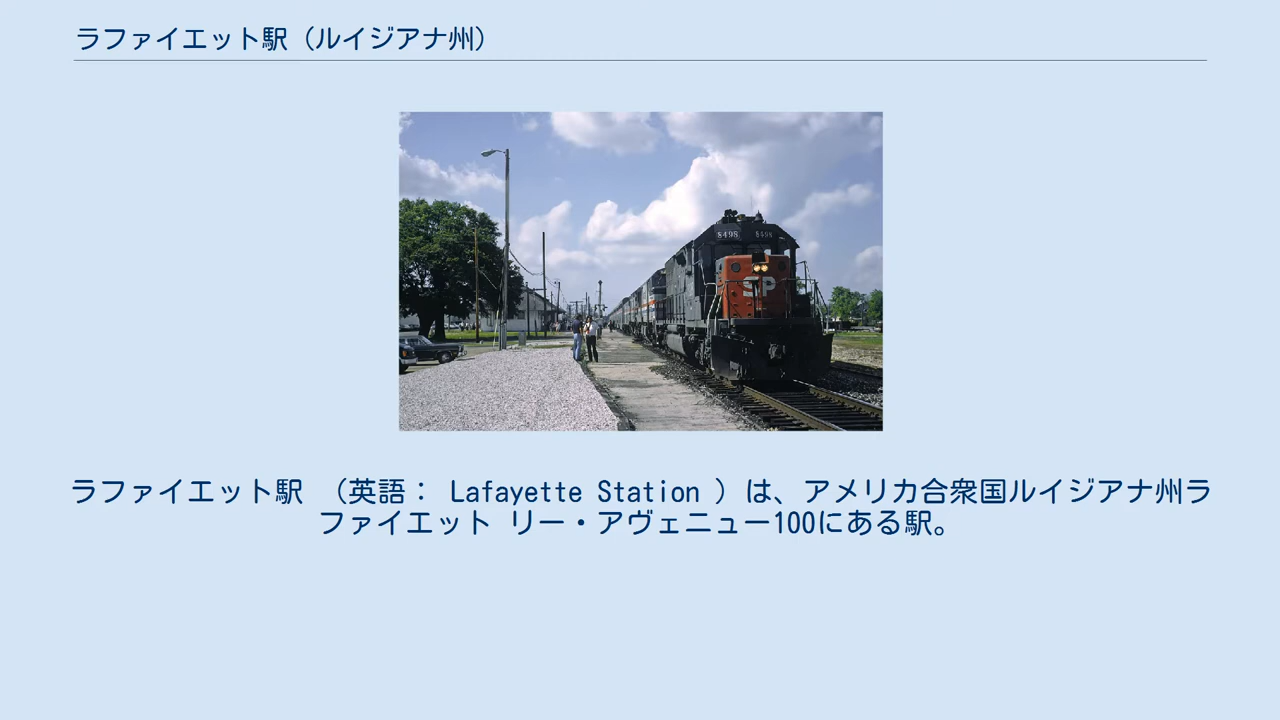 ラファイエット駅（ルイジアナ州）
8498 8498
SP
ラファイエット駅 （英語： Lafayette Station ）は、アメリカ合衆国ルイジアナ州ラ
ファイエット リー・アヴェニュー100にある駅。